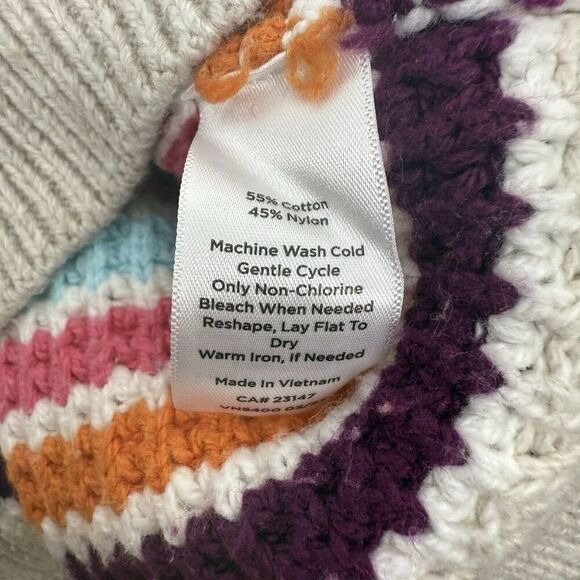 55% Cotton
45% Nylon
Machine Wash Cold
Gentle Cycle
Only Non-Chlorine
Bleach When Needed
Reshape, Lay Flat To
Dry
Warm Iron, If Needed
Made In Vietnam
CA# 23147
VN5400